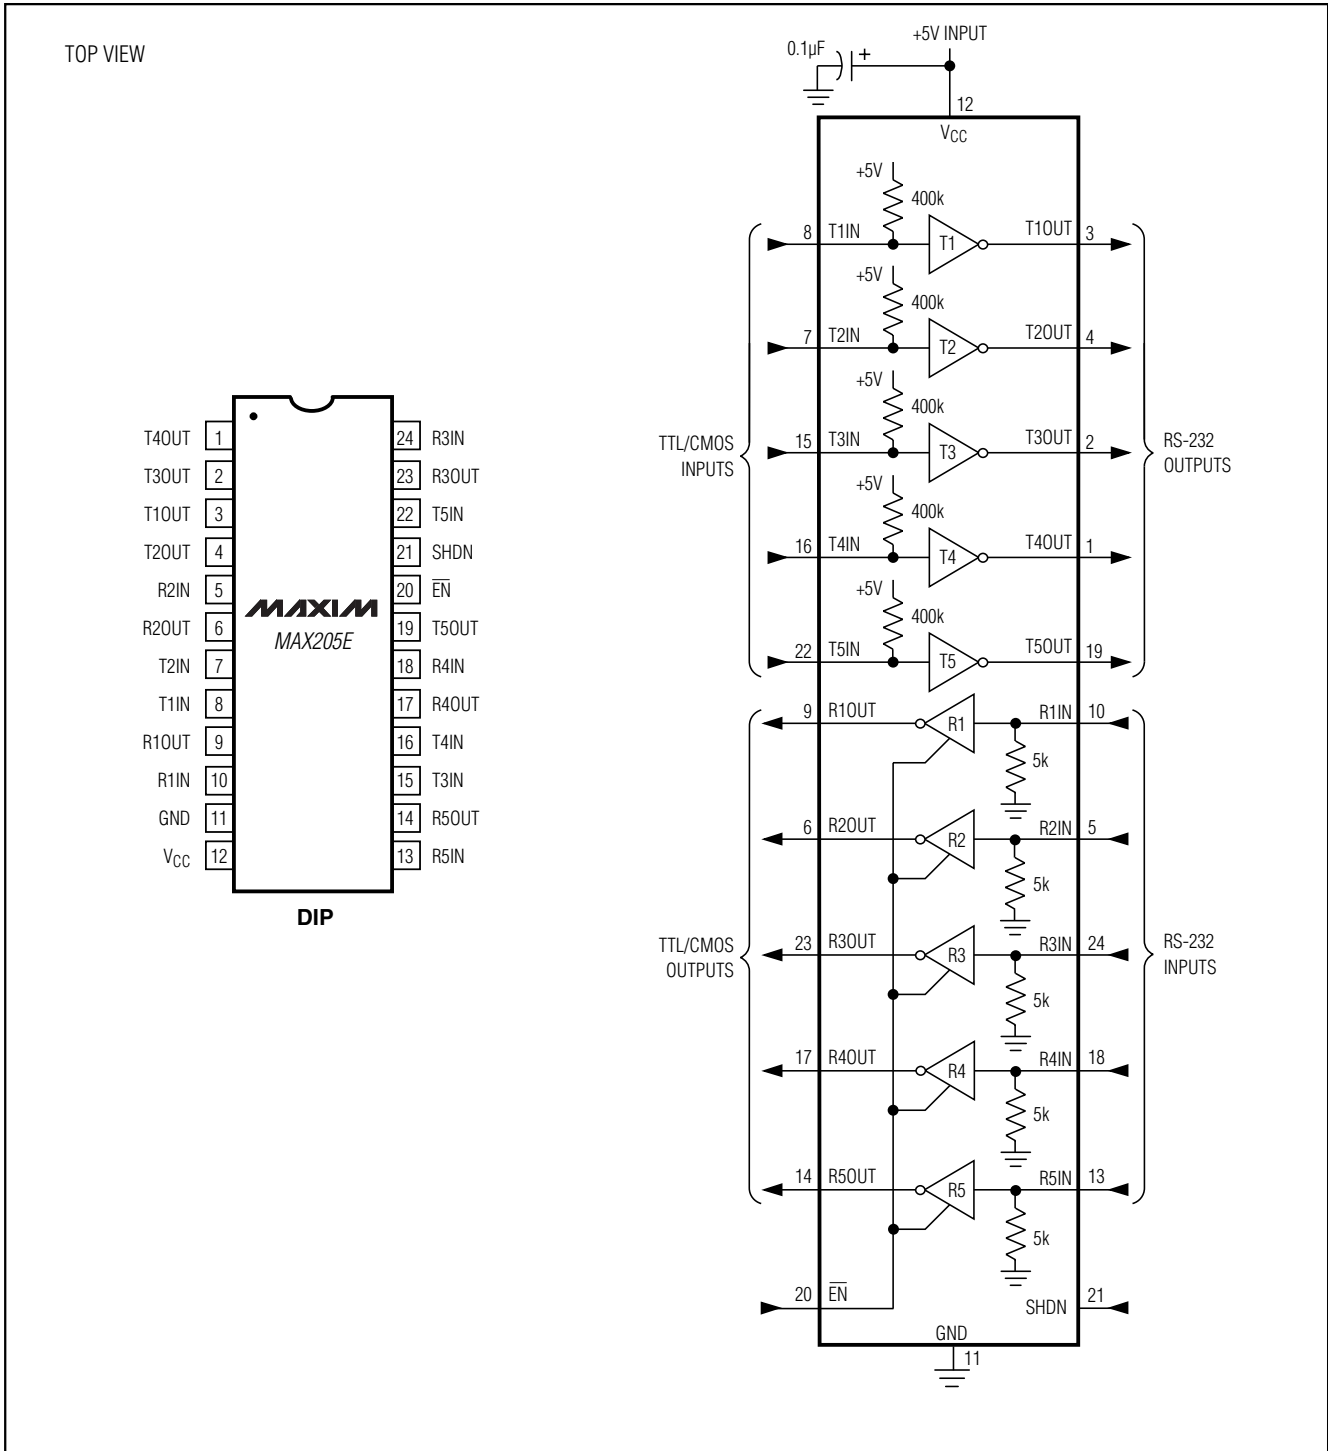 TOP VIEW
T4OUT 1
T3OUT 2
T1OUT 3
T2OUT 4
R2IN 5
R2OUT 6
T2IN 7
T1IN 8
R1OUT 9
R1IN 10
GND 11
VCC 12
24 R3IN
23 R3OUT
22 T5IN
21 SHDN
20 E̅N̅
19 T5OUT
18 R4IN
17 R4OUT
16 T4IN
15 T3IN
14 R5OUT
13 R5IN
MAXIM
MAX205E
DIP
+5V INPUT
0.1µF +
12
VCC
+5V
400k
8 T1IN T1 T1OUT 3
+5V
400k
7 T2IN T2 T2OUT 4
+5V
400k
TTL/CMOS
INPUTS
15 T3IN T3 T3OUT 2
RS-232
OUTPUTS
+5V
400k
16 T4IN T4 T4OUT 1
+5V
400k
22 T5IN T5 T5OUT 19
9 R1OUT R1 R1IN 10
5k
6 R2OUT R2 R2IN 5
5k
TTL/CMOS
OUTPUTS
23 R3OUT R3 R3IN 24
RS-232
INPUTS
5k
17 R4OUT R4 R4IN 18
5k
14 R5OUT R5 R5IN 13
5k
20 E̅N̅
SHDN 21
GND
11